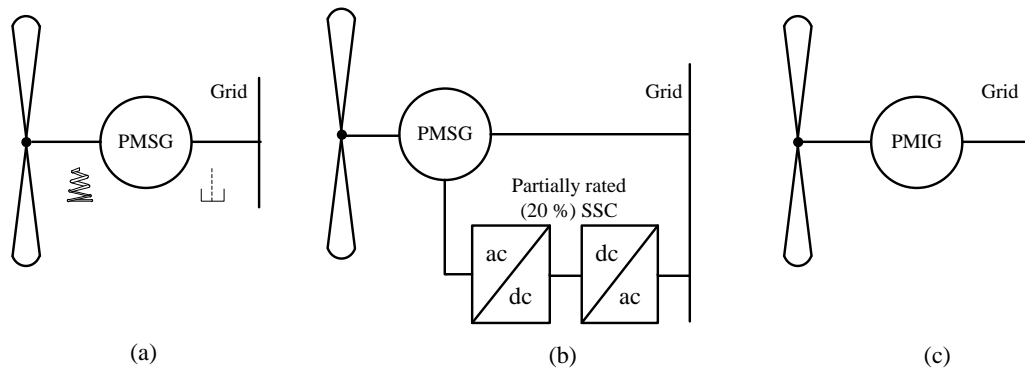 Grid
PMSG
(a)
Grid
PMSG
Partially rated
(20 %) SSC
ac
dc
dc
ac
(b)
Grid
PMIG
(c)